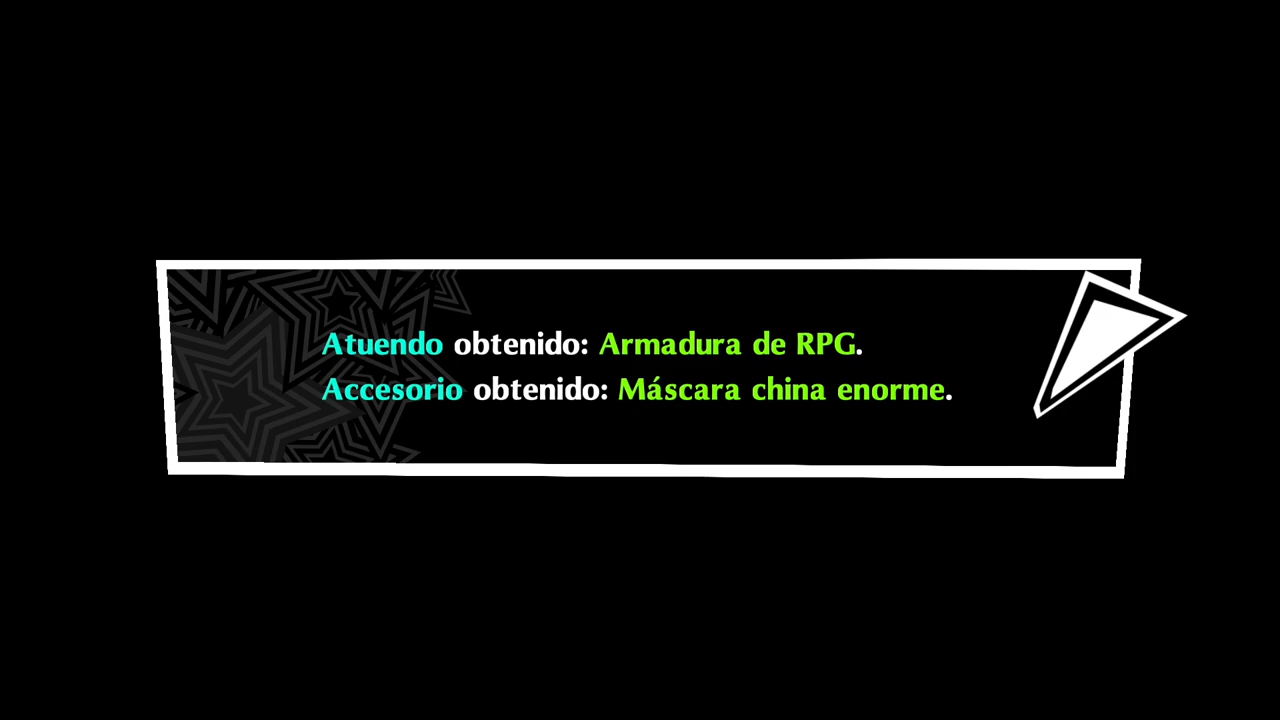 Atuendo obtenido: Armadura de RPG.
Accesorio obtenido: Máscara china enorme.